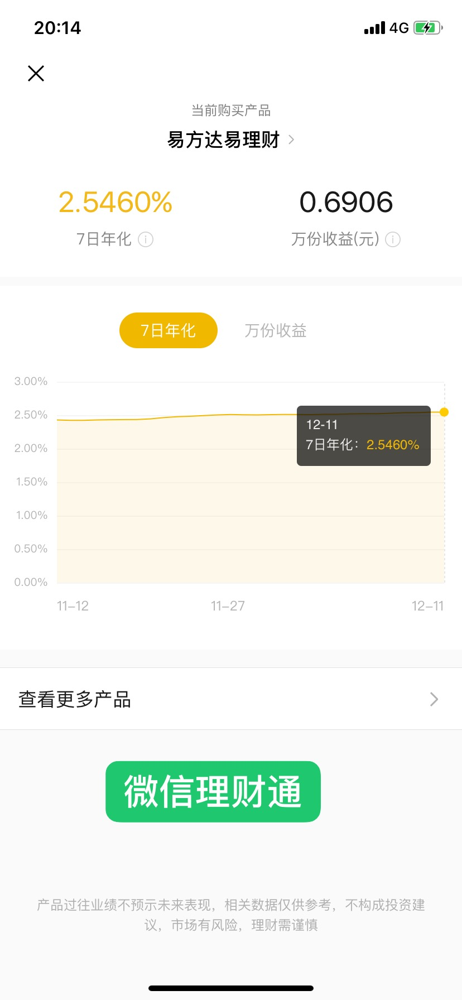 20:14
4G
当前购买产品
易方达易理财
2.5460%
0.6906
7日年化
万份收益(元)
7日年化
万份收益
3.00%
2.50%
2.00%
1.50%
1.00%
0.50%
0.00%
12-11
7日年化：2.5460%
11-12
11-27
12-11
查看更多产品
微信理财通
产品过往业绩不预示未来表现，相关数据仅供参考，不构成投资建
议，市场有风险，理财需谨慎